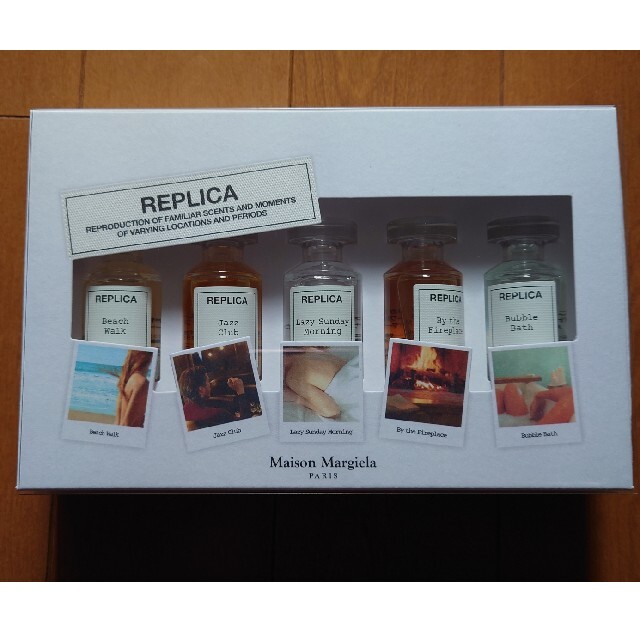 REPLICA
REPRODUCTION OF FAMILIAR SCENTS AND MOMENTS
OF VARYING LOCATIONS AND PERIODS
REPLICA
Beach
Walk
REPLICA
Jazz
Club
REPLICA
Lazy Sunday
Morning
REPLICA
By the
Fireplace
REPLICA
Bubble
Bath
Beach Walk
Jazz Club
Lazy Sunday Morning
By the Fireplace
Bubble Bath
Maison Margiela
PARIS